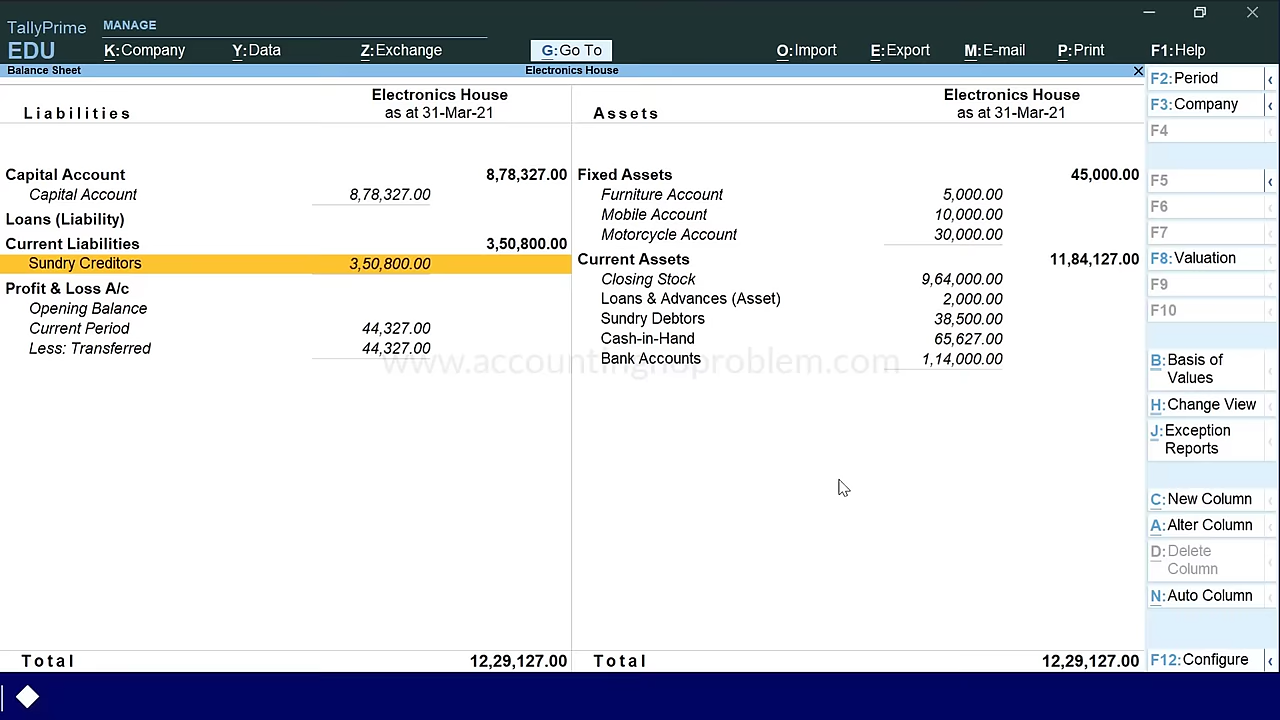 TallyPrime MANAGE
EDU K:Company Y:Data Z:Exchange G:Go To O:Import E:Export M:E-mail P:Print F1:Help
Balance Sheet Electronics House
Liabilities
Electronics House
as at 31-Mar-21
Capital Account 8,78,327.00
Capital Account 8,78,327.00
Loans (Liability)
Current Liabilities 3,50,800.00
Sundry Creditors 3,50,800.00
Profit & Loss A/c
Opening Balance
Current Period 44,327.00
Less: Transferred 44,327.00
Total 12,29,127.00
Assets
Electronics House
as at 31-Mar-21
Fixed Assets 45,000.00
Furniture Account 5,000.00
Mobile Account 10,000.00
Motorcycle Account 30,000.00
Current Assets 11,84,127.00
Closing Stock 9,64,000.00
Loans & Advances (Asset) 2,000.00
Sundry Debtors 38,500.00
Cash-in-Hand 65,627.00
Bank Accounts 1,14,000.00
Total 12,29,127.00
www.accountingnoproblem.com
F2:Period
F3:Company
F4
F5
F6
F7
F8:Valuation
F9
F10
B:Basis of
Values
H:Change View
J:Exception
Reports
C:New Column
A:Alter Column
D:Delete
Column
N:Auto Column
F12:Configure